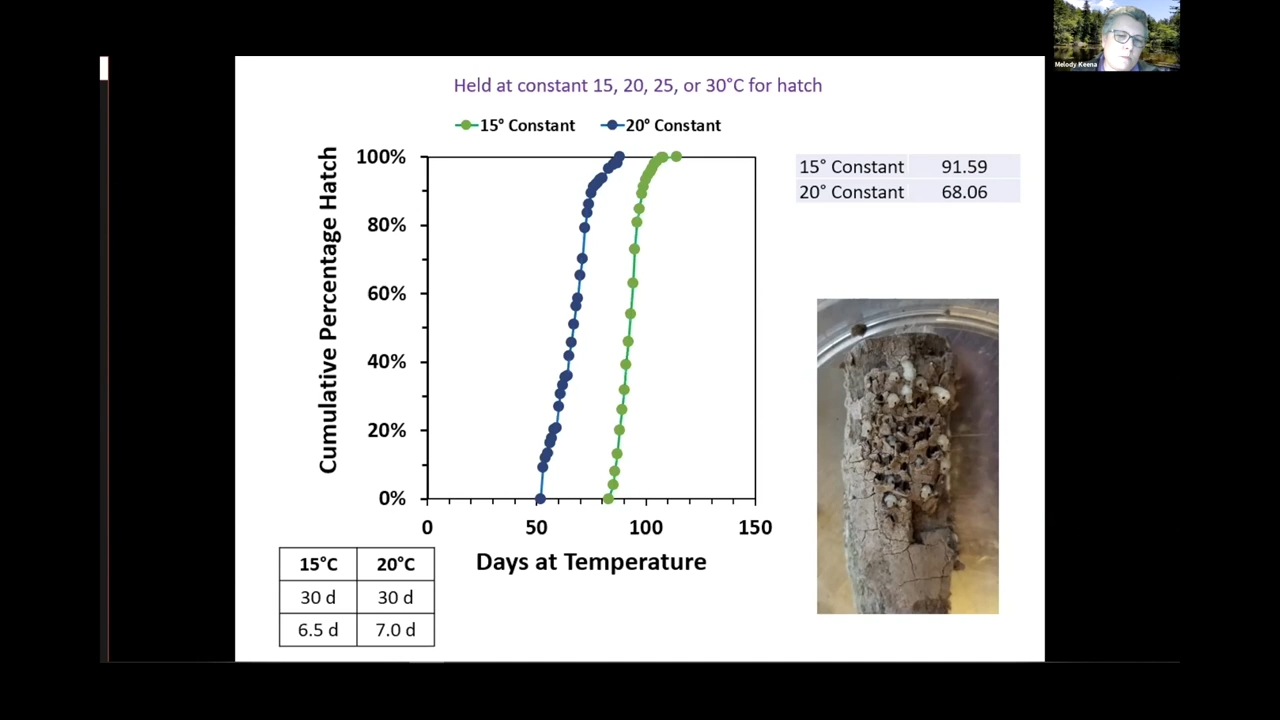 Melody Keena
Held at constant 15, 20, 25, or 30°C for hatch
15° Constant 20° Constant
Cumulative Percentage Hatch
100%
80%
60%
40%
20%
0%
0 50 100 150
Days at Temperature
15° Constant 91.59
20° Constant 68.06
15°C 20°C
30 d 30 d
6.5 d 7.0 d